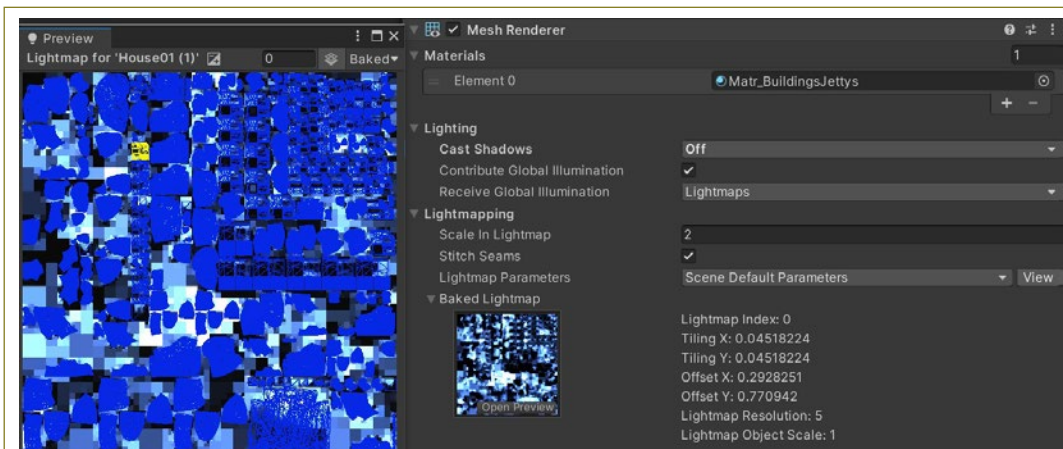 Preview
Lightmap for 'House01 (1)' 0 Baked
Mesh Renderer
Materials 1
Element 0 Matr_BuildingsJettys
+ −
Lighting
Cast Shadows Off
Contribute Global Illumination
Receive Global Illumination Lightmaps
Lightmapping
Scale In Lightmap 2
Stitch Seams
Lightmap Parameters Scene Default Parameters View
Baked Lightmap
Open Preview
Lightmap Index: 0
Tiling X: 0.04518224
Tiling Y: 0.04518224
Offset X: 0.2928251
Offset Y: 0.770942
Lightmap Resolution: 5
Lightmap Object Scale: 1